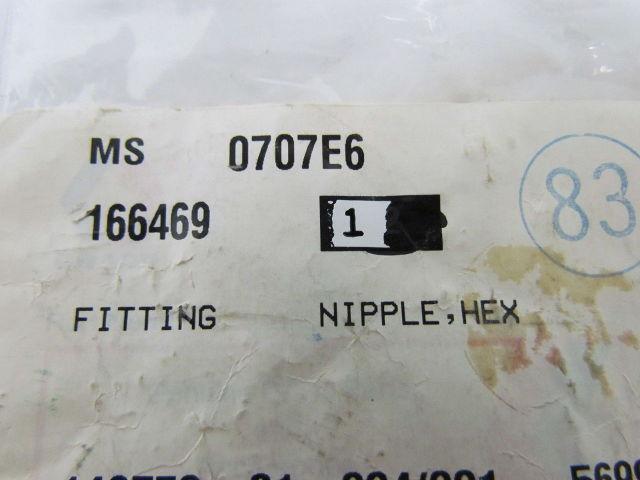 MS 0707E6
83
166469 1
FITTING NIPPLE,HEX